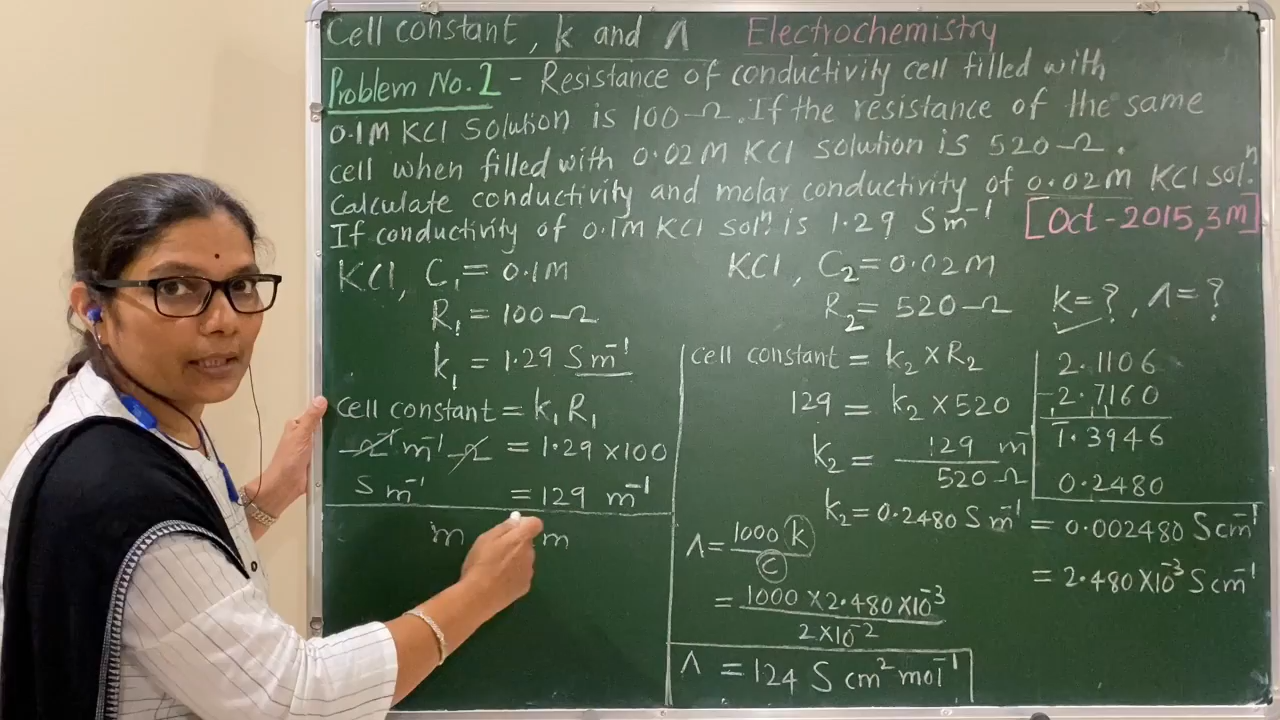 Cell constant, k and Λ Electrochemistry
Problem No. 2 - Resistance of conductivity cell filled with
0.1M KCl solution is 100 Ω. If the resistance of the same
cell when filled with 0.02M KCl solution is 520 Ω.
Calculate conductivity and molar conductivity of 0.02M KCl solⁿ.
If conductivity of 0.1M KCl solⁿ. is 1.29 Sm⁻¹ [Oct-2015, 3M]
KCl, C₁ = 0.1M
R₁ = 100 Ω
k₁ = 1.29 Sm⁻¹
cell constant = k₁R₁
Ω⁻¹ m⁻¹ Ω = 1.29 × 100
S m⁻¹ = 129 m⁻¹
m m
KCl, C₂ = 0.02M
R₂ = 520 Ω
k = ?, Λ = ?
cell constant = k₂ × R₂
129 = k₂ × 520
k₂ = 129 m⁻ / 520 Ω
k₂ = 0.2480 S m⁻¹
2.1106
-2.7160
1̅.3946
0.2480
= 0.002480 S cm⁻¹
= 2.480 × 10⁻³ S cm⁻¹
Λ = 1000 k / C
= 1000 × 2.480 × 10⁻³ / 2 × 10⁻²
Λ = 124 S cm² mol⁻¹